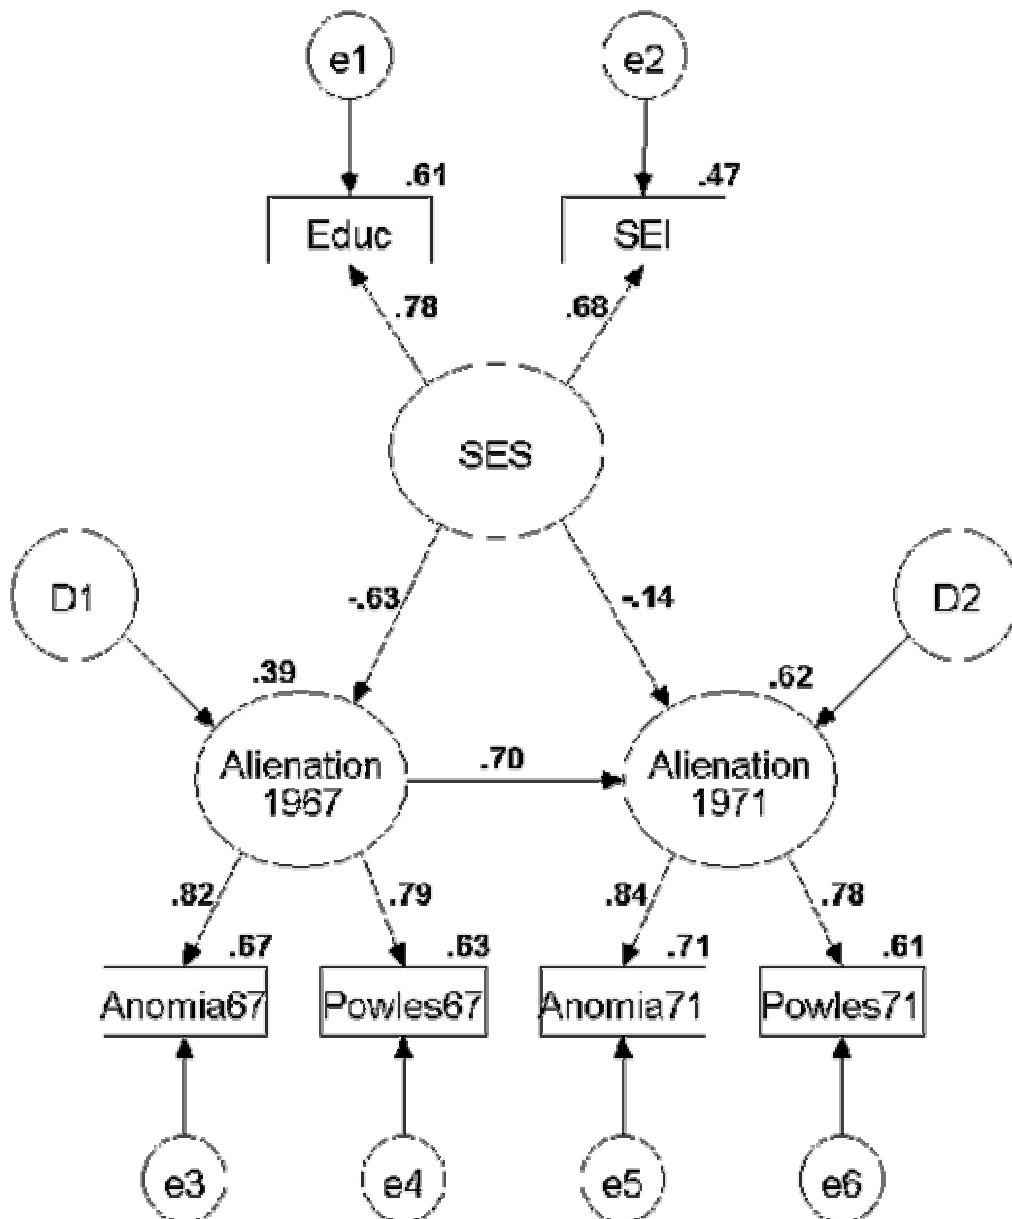 e1
e2
.61
.47
Educ
SEI
.78
.68
SES
D1
D2
-.63
-.14
.39
.62
Alienation
1967
.70
Alienation
1971
.82
.79
.84
.78
.67
.63
.71
.61
Anomia67
Powles67
Anomia71
Powles71
e3
e4
e5
e6